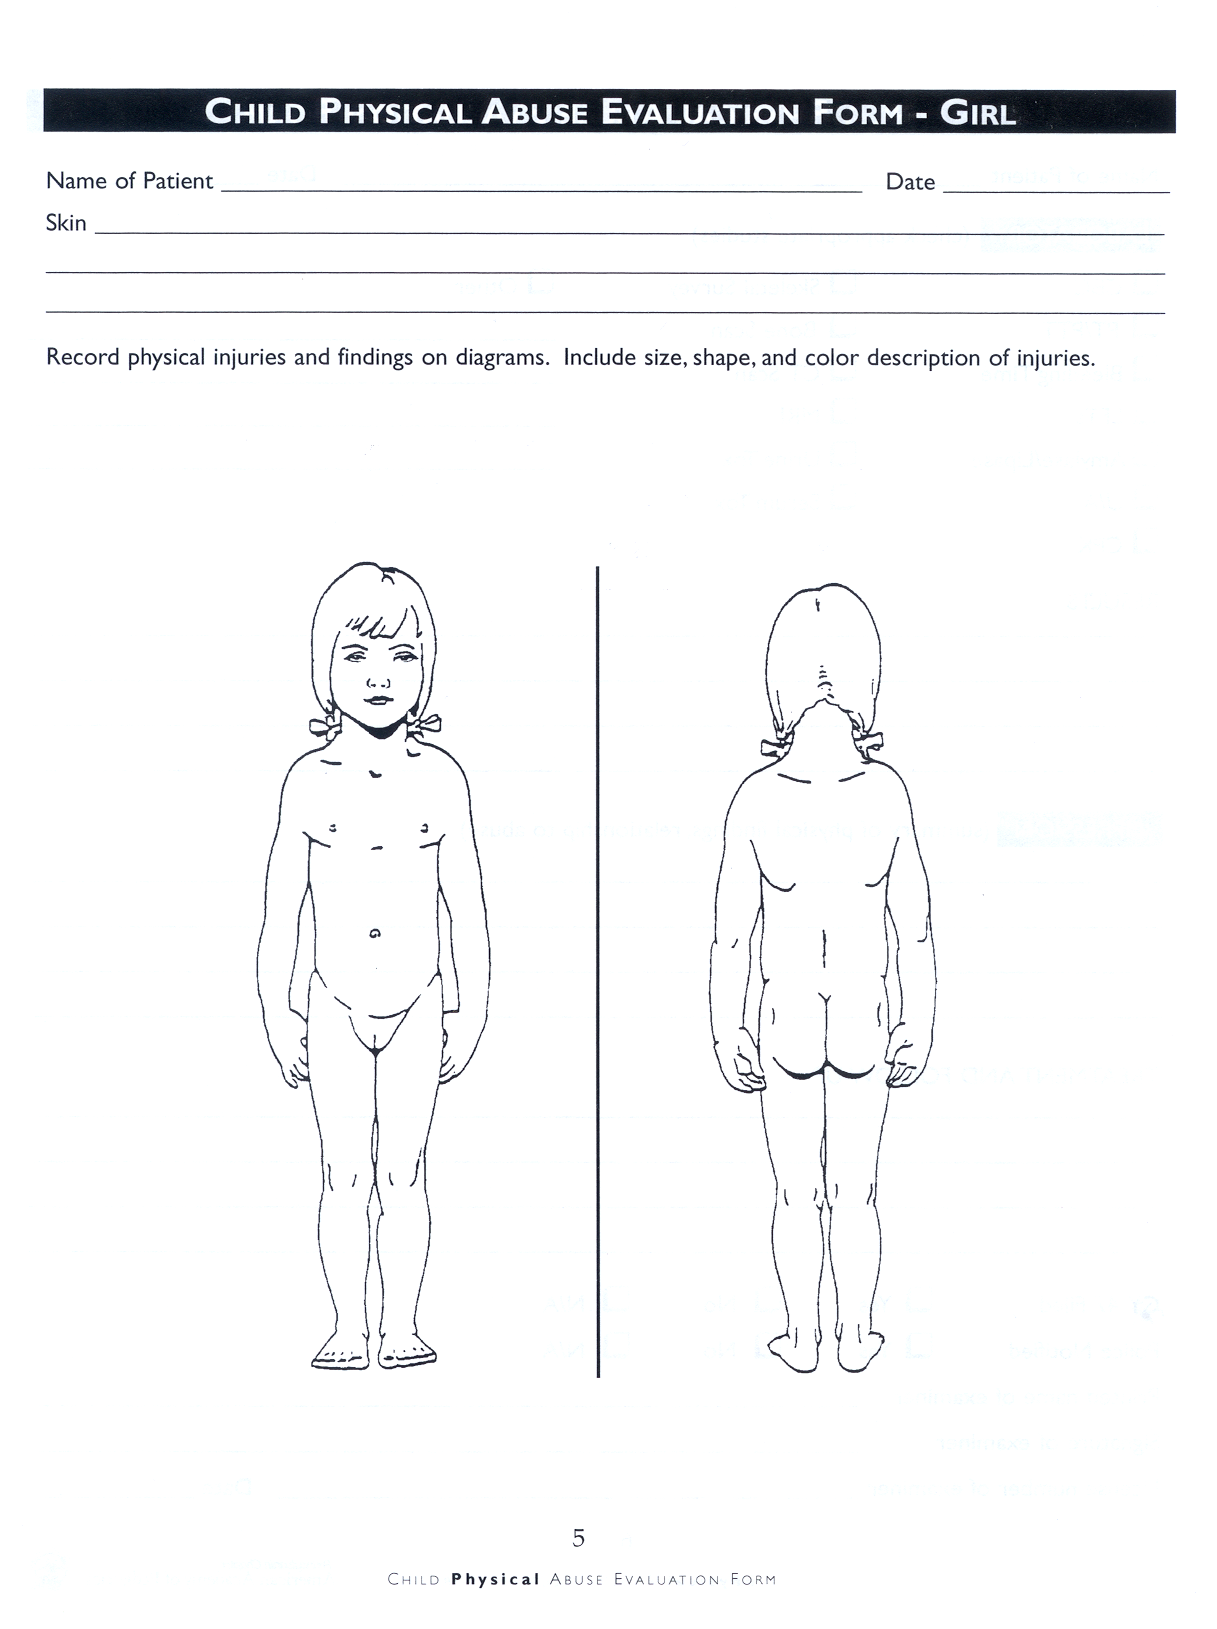 CHILD PHYSICAL ABUSE EVALUATION FORM - GIRL
Name of Patient Date
Skin
Record physical injuries and findings on diagrams. Include size, shape, and color description of injuries.
5
CHILD Physical ABUSE EVALUATION FORM